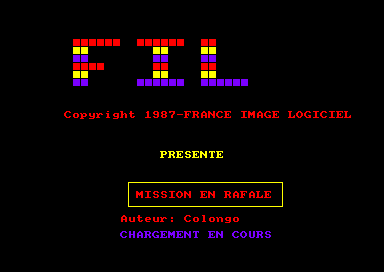 FIL
Copyright 1987-FRANCE IMAGE LOGICIEL
PRESENTE
MISSION EN RAFALE
Auteur: Colongo
CHARGEMENT EN COURS